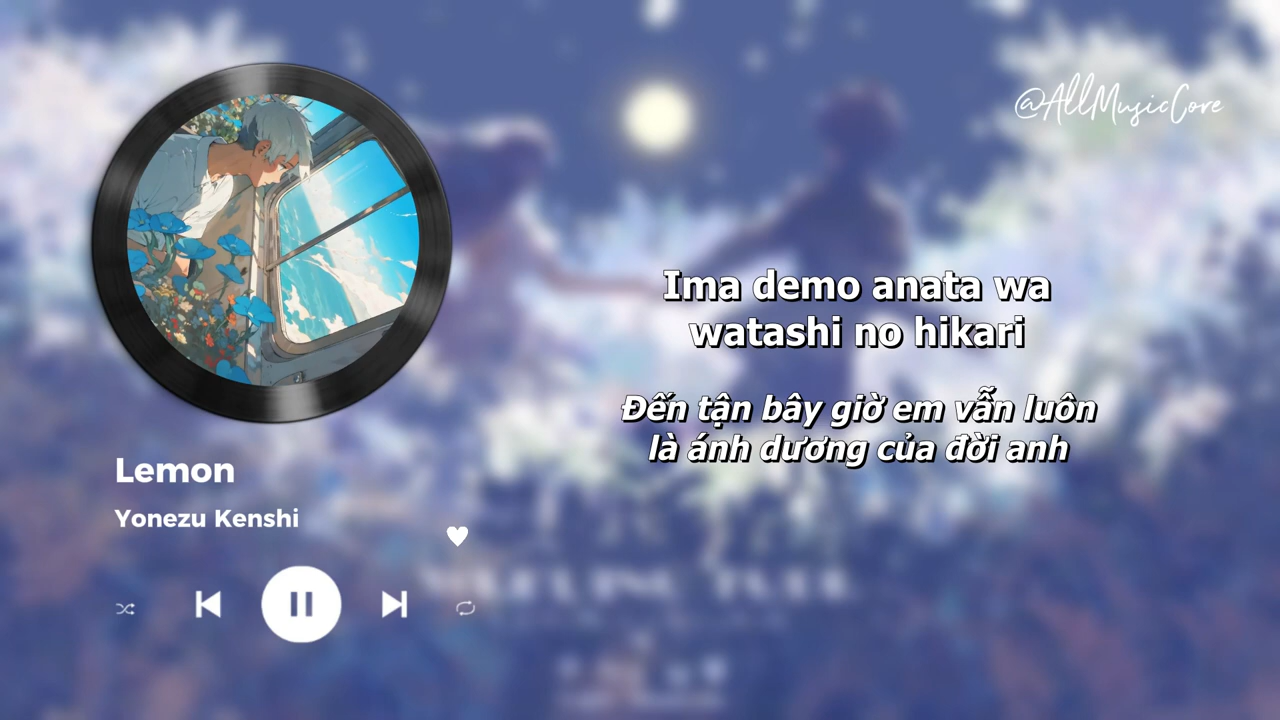 @AllMusicCore
Ima demo anata wa
watashi no hikari
Đến tận bây giờ em vẫn luôn
là ánh dương của đời anh
Lemon
Yonezu Kenshi